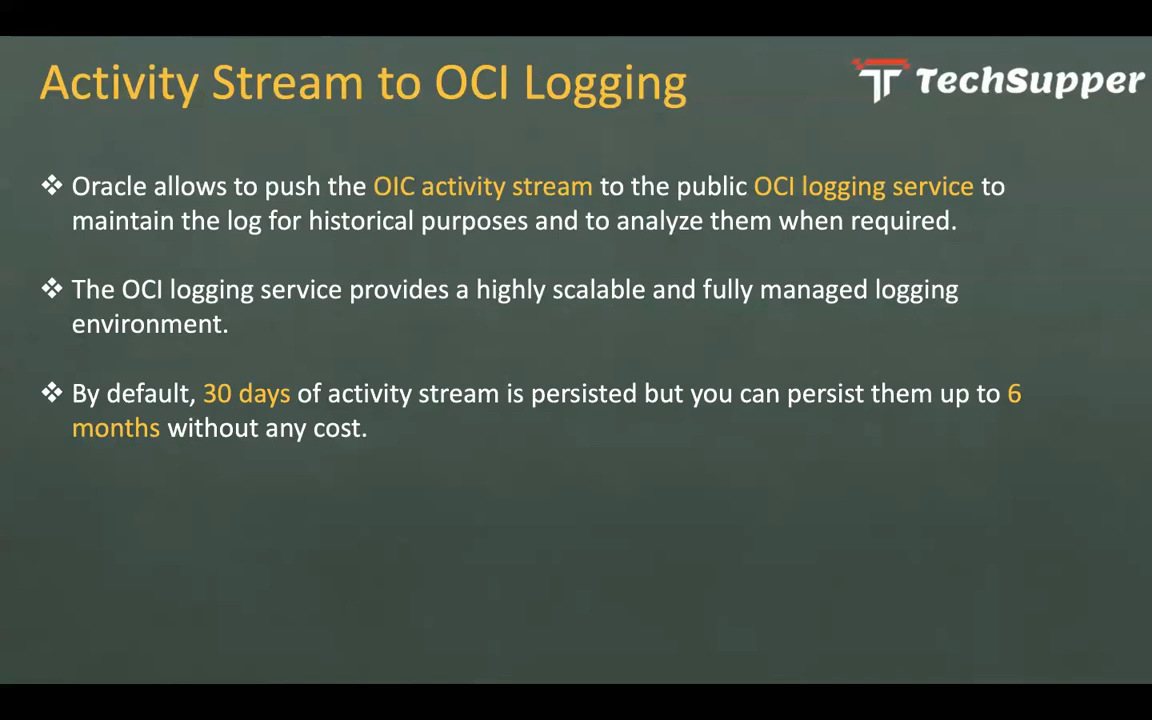 Activity Stream to OCI Logging
TechSupper
❖ Oracle allows to push the OIC activity stream to the public OCI logging service to
maintain the log for historical purposes and to analyze them when required.
❖ The OCI logging service provides a highly scalable and fully managed logging
environment.
❖ By default, 30 days of activity stream is persisted but you can persist them up to 6
months without any cost.